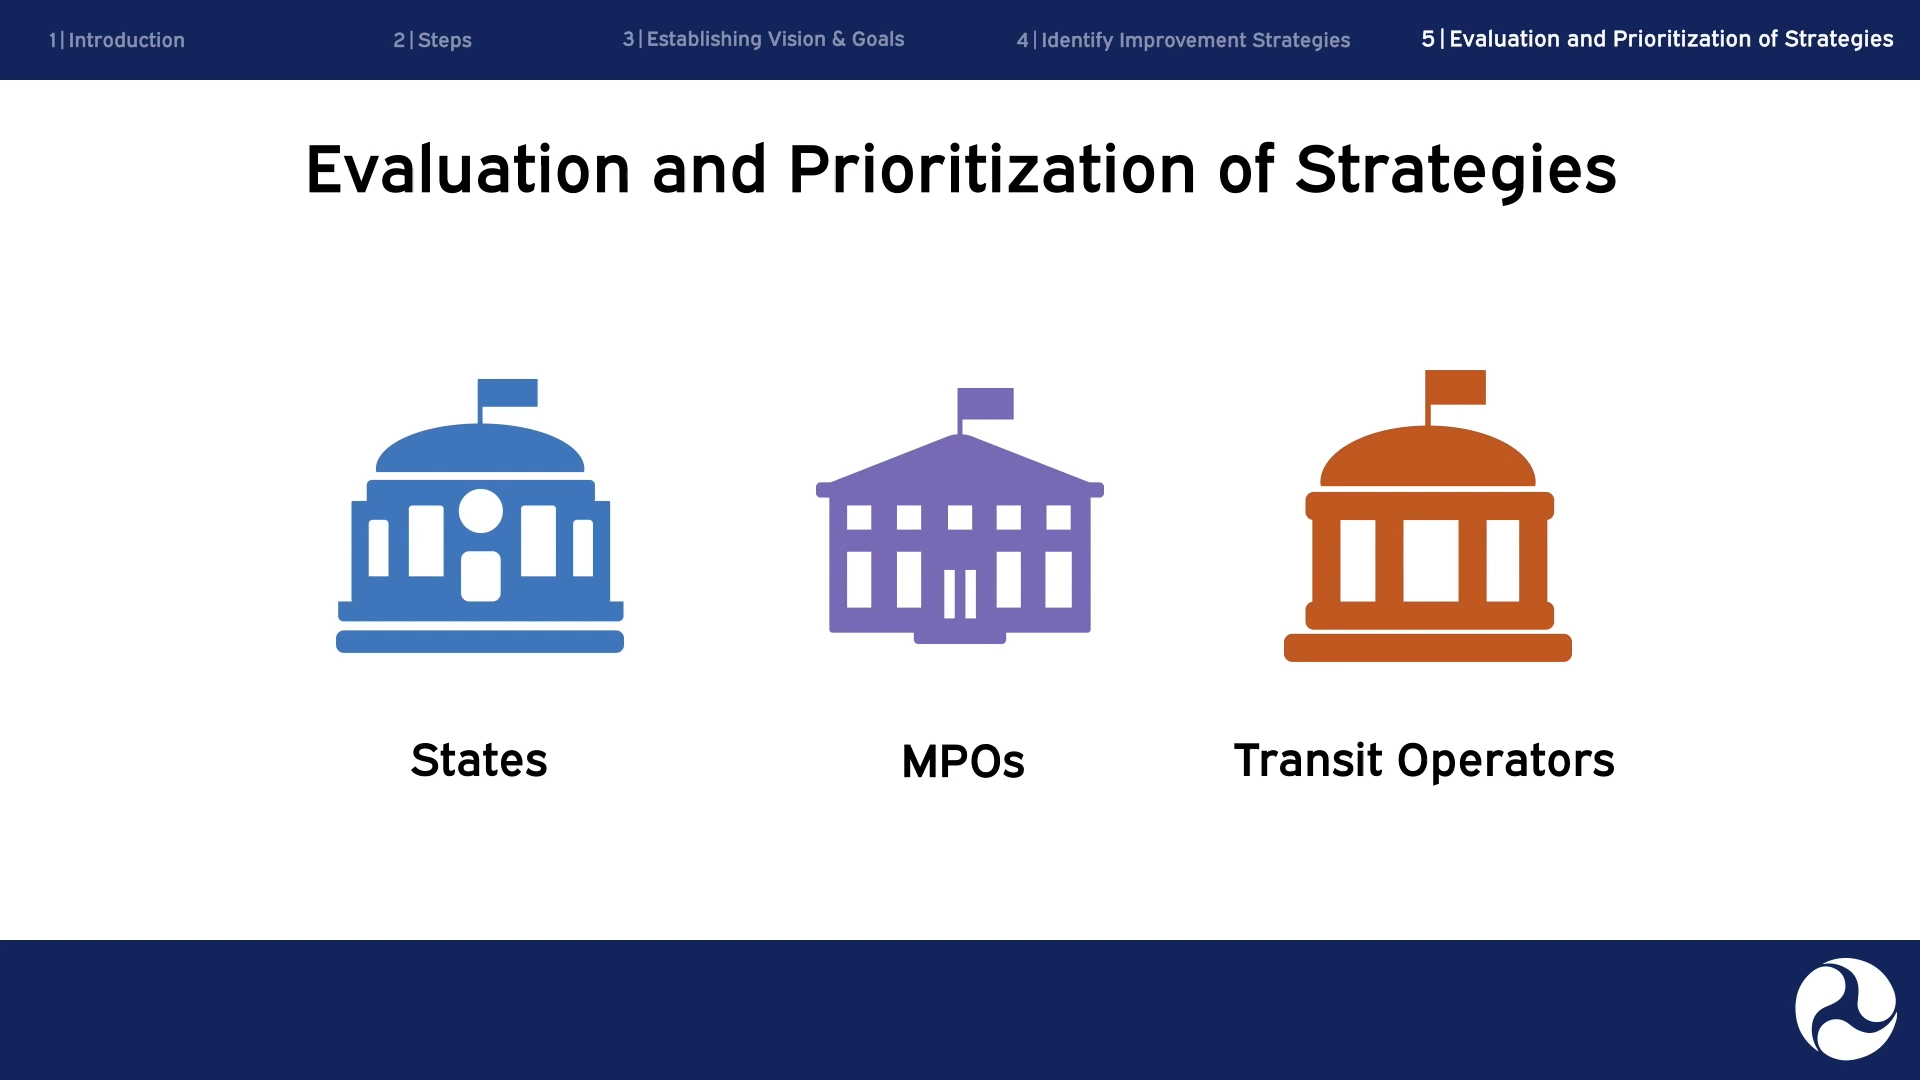 1|Introduction
2|Steps
3|Establishing Vision & Goals
4|Identify Improvement Strategies
5|Evaluation and Prioritization of Strategies
Evaluation and Prioritization of Strategies
States
MPOs
Transit Operators